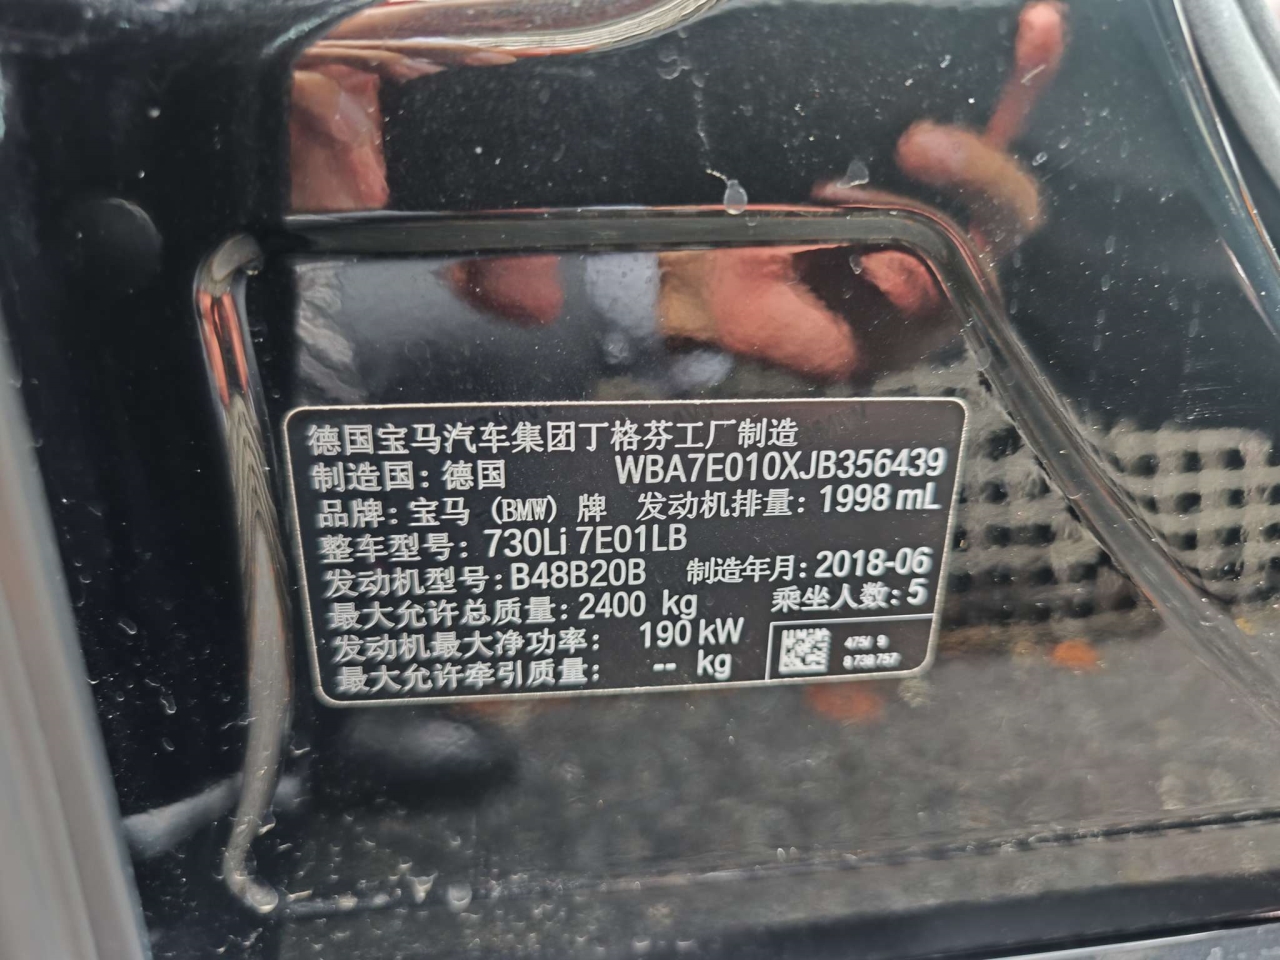 德国宝马汽车集团丁格芬工厂制造
制造国：德国 WBA7E010XJB356439
品牌：宝马（BMW）牌 发动机排量：1998 mL
整车型号：730Li 7E01LB
发动机型号：B48B20B 制造年月：2018-06
最大允许总质量：2400 kg 乘坐人数：5
发动机最大净功率： 190 kW
最大允许牵引质量： -- kg